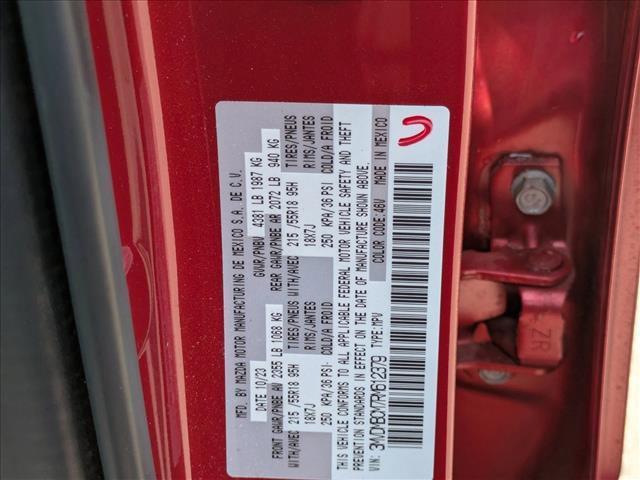 MFD. BY MAZDA MOTOR MANUFACTURING DE MEXICO S.A. DE C.V.
DATE 10/23 GVWR/PNBV 4381 LB 1987 KG
FRONT GAWR/PNBE AV 2355 LB 1068 KG REAR GAWR/PNBE AR 2072 LB 940 KG
WITH/AVEC 215 /55R18 95H TIRES/PNEUS WITH/AVEC 215 /55R18 95H TIRES/PNEUS
18X7J RIMS/JANTES 18X7J RIMS/JANTES
250 KPA/36 PSI COLD/A FROID 250 KPA/36 PSI COLD/A FROID
THIS VEHICLE CONFORMS TO ALL APPLICABLE FEDERAL MOTOR VEHICLE SAFETY AND THEFT
PREVENTION STANDARDS IN EFFECT ON THE DATE OF MANUFACTURE SHOWN ABOVE.
VIN: 3MVDMBCM7RM612379 TYPE:MPV COLOR CODE:46V MADE IN MEXICO
ZR